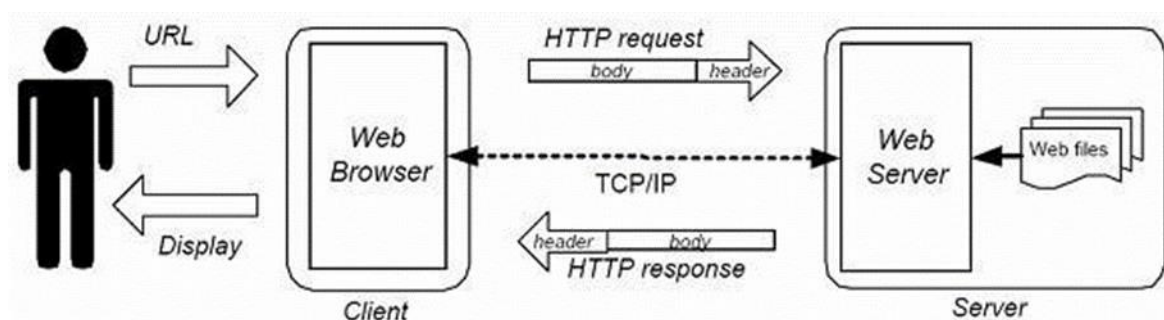 URL
Display
Web
Browser
Client
HTTP request
body
header
TCP/IP
header
body
HTTP response
Web
Server
Web files
Server